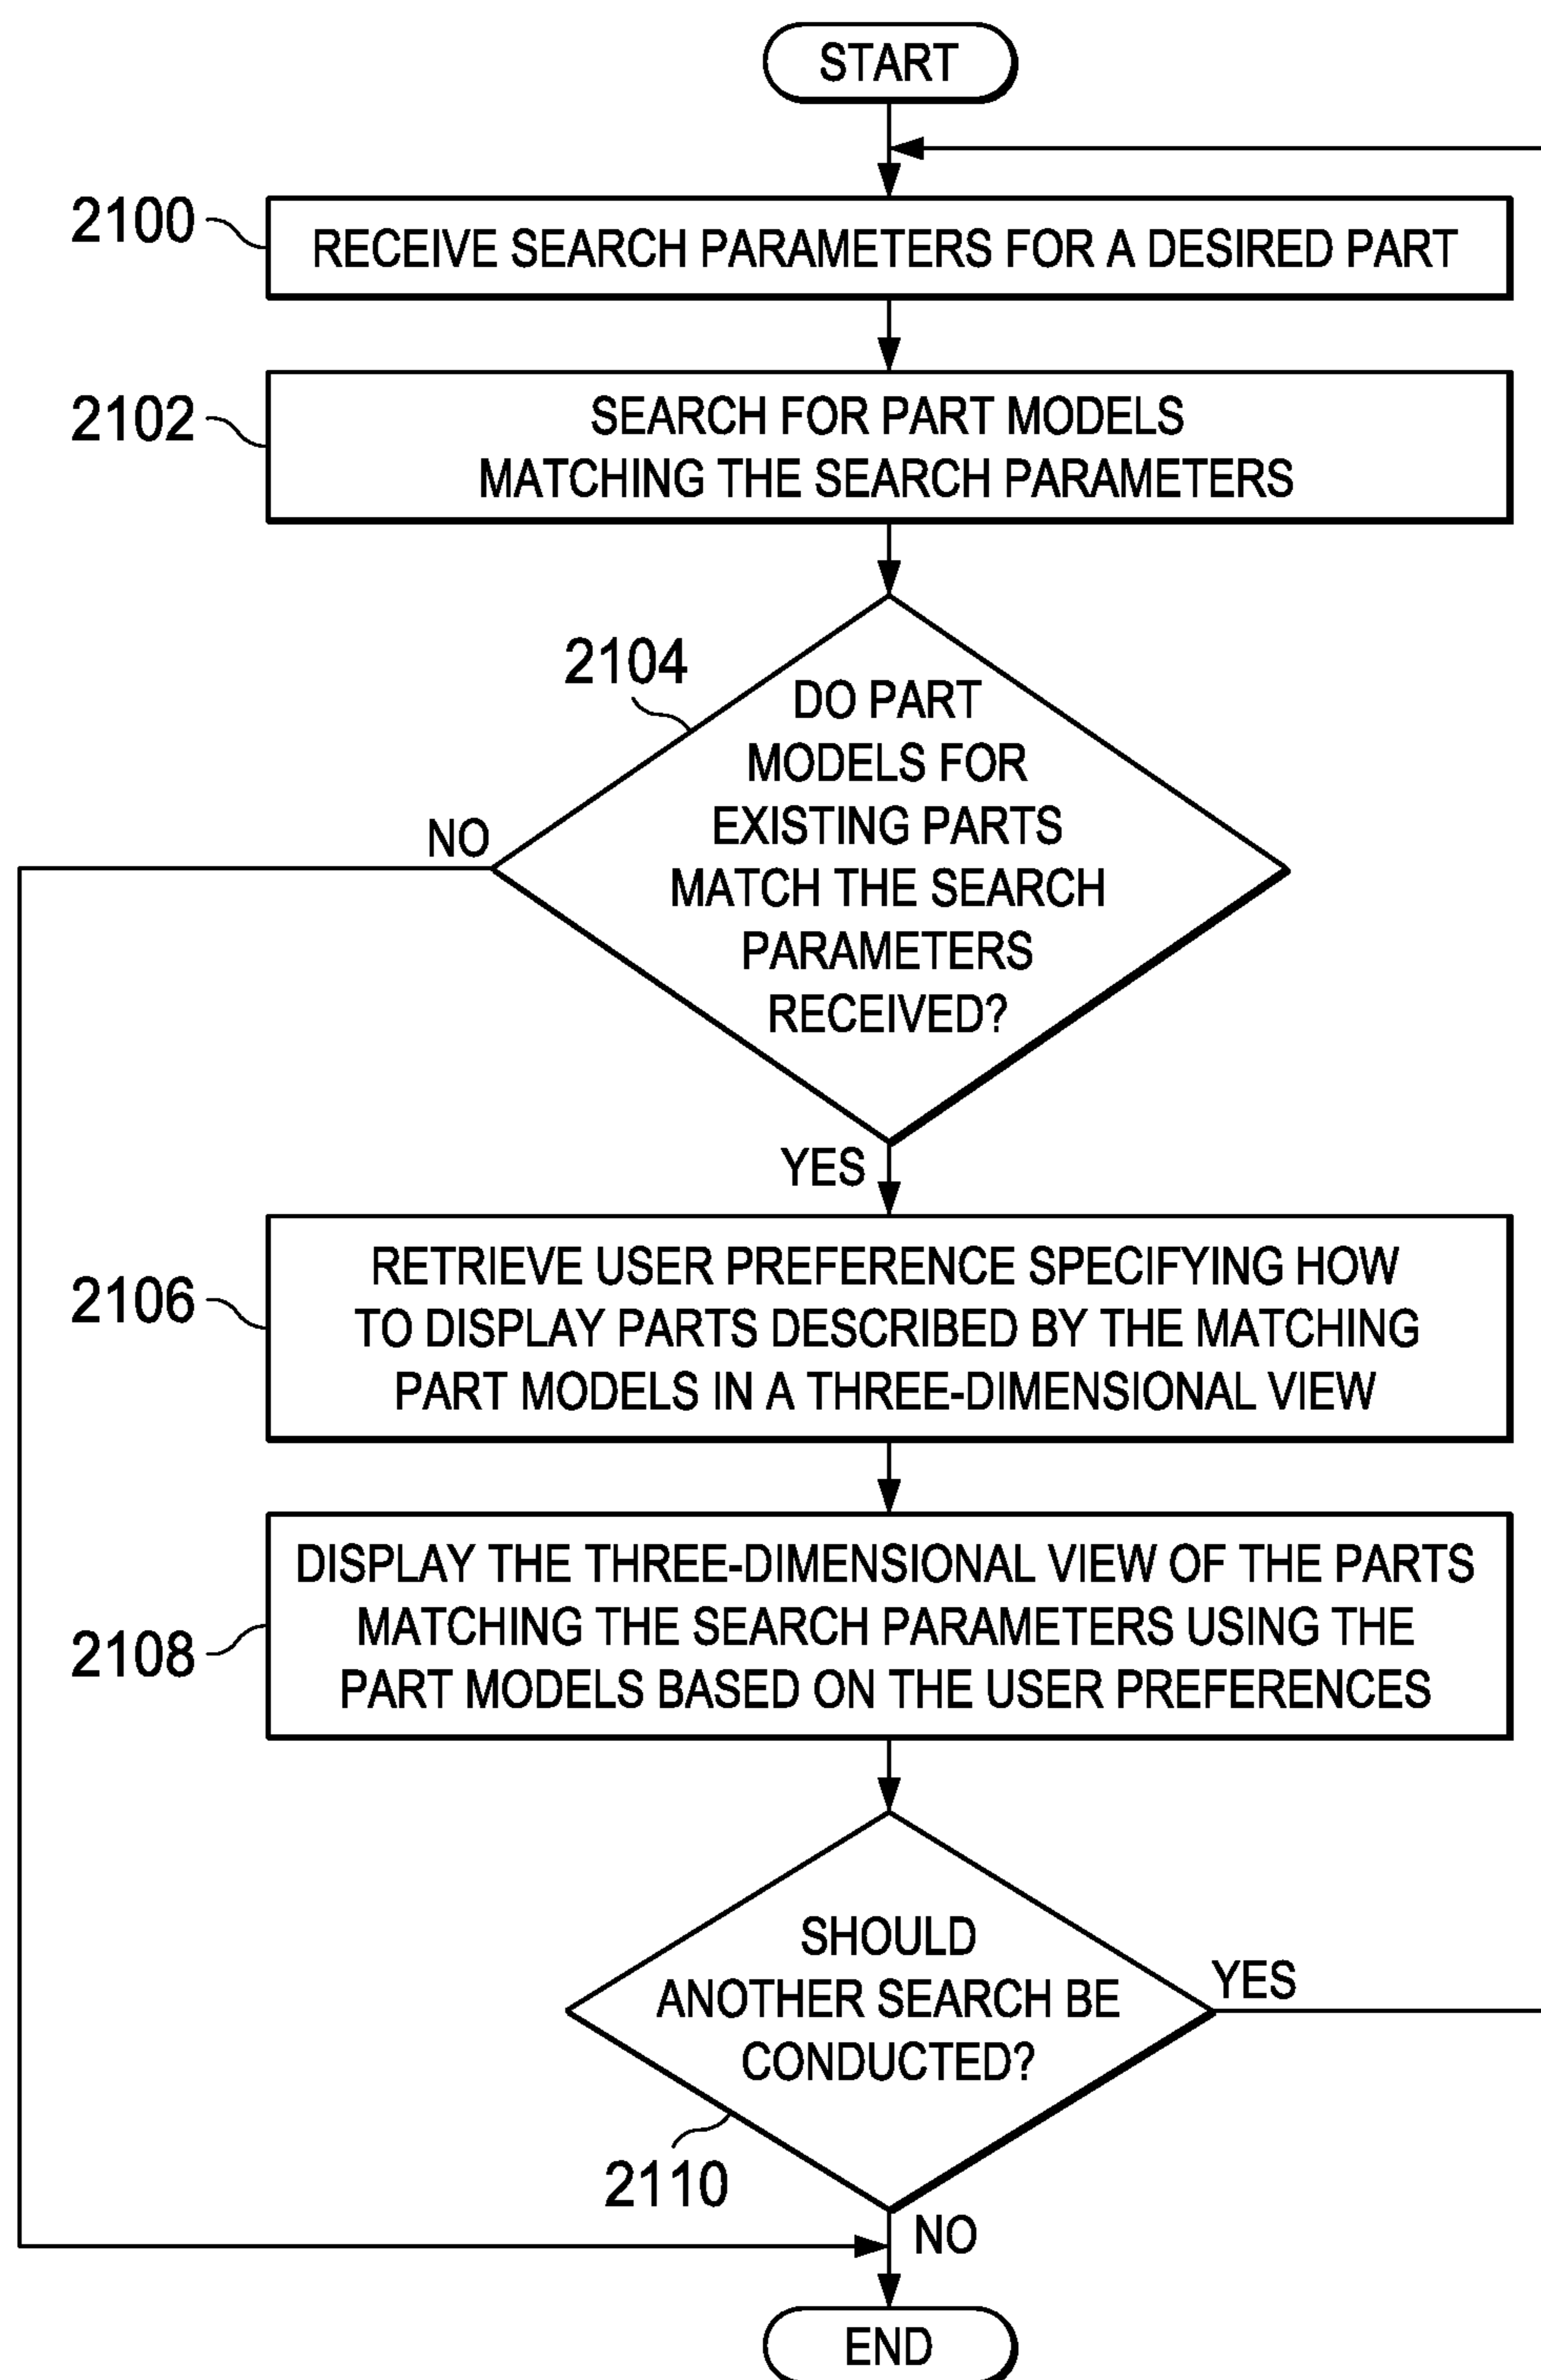 START
2100
RECEIVE SEARCH PARAMETERS FOR A DESIRED PART
2102
SEARCH FOR PART MODELS
MATCHING THE SEARCH PARAMETERS
2104
DO PART
MODELS FOR
EXISTING PARTS
MATCH THE SEARCH
PARAMETERS
RECEIVED?
NO
YES
2106
RETRIEVE USER PREFERENCE SPECIFYING HOW
TO DISPLAY PARTS DESCRIBED BY THE MATCHING
PART MODELS IN A THREE-DIMENSIONAL VIEW
2108
DISPLAY THE THREE-DIMENSIONAL VIEW OF THE PARTS
MATCHING THE SEARCH PARAMETERS USING THE
PART MODELS BASED ON THE USER PREFERENCES
SHOULD
ANOTHER SEARCH BE
CONDUCTED?
YES
2110
NO
END